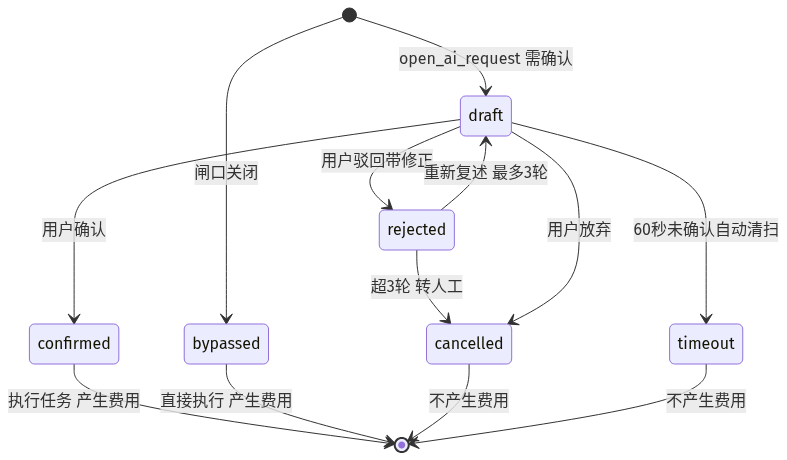 open_ai_request 需确认
draft
用户驳回带修正
重新复述 最多3轮
闸口关闭
用户确认
rejected
用户放弃
60秒未确认自动清扫
超3轮 转人工
confirmed
bypassed
cancelled
timeout
执行任务 产生费用
直接执行 产生费用
不产生费用
不产生费用